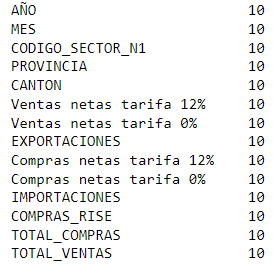 AÑO 10
MES 10
CODIGO_SECTOR_N1 10
PROVINCIA 10
CANTON 10
Ventas netas tarifa 12% 10
Ventas netas tarifa 0% 10
EXPORTACIONES 10
Compras netas tarifa 12% 10
Compras netas tarifa 0% 10
IMPORTACIONES 10
COMPRAS_RISE 10
TOTAL_COMPRAS 10
TOTAL_VENTAS 10